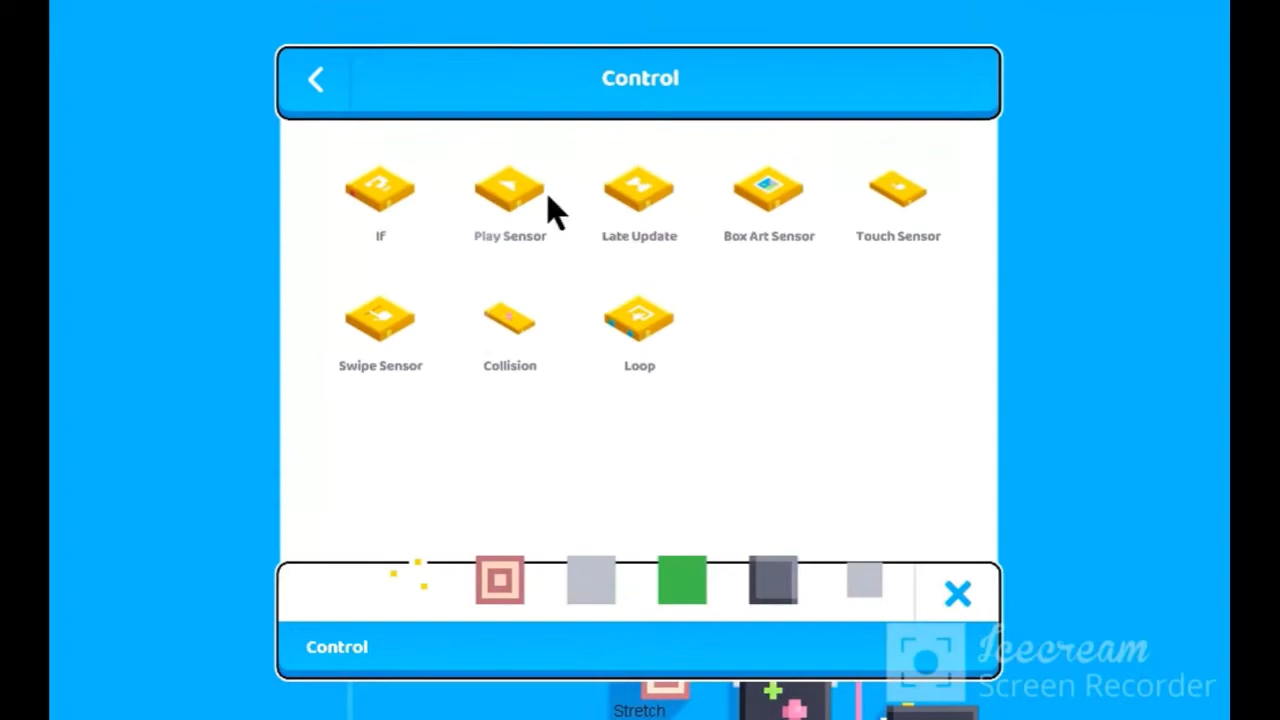 Control
If
Play Sensor
Late Update
Box Art Sensor
Touch Sensor
Swipe Sensor
Collision
Loop
Control
Icecream
Screen Recorder
Stretch